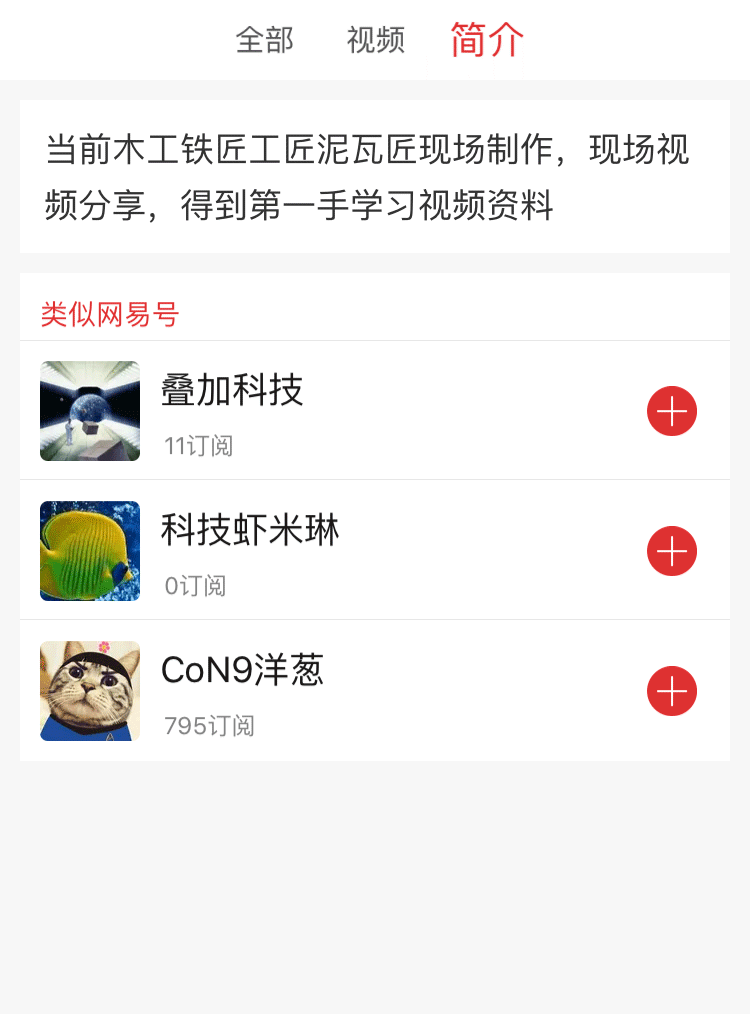 全部 视频 简介
当前木工铁匠工匠泥瓦匠现场制作，现场视
频分享，得到第一手学习视频资料
类似网易号
叠加科技
11订阅
科技虾米琳
0订阅
CoN9洋葱
795订阅